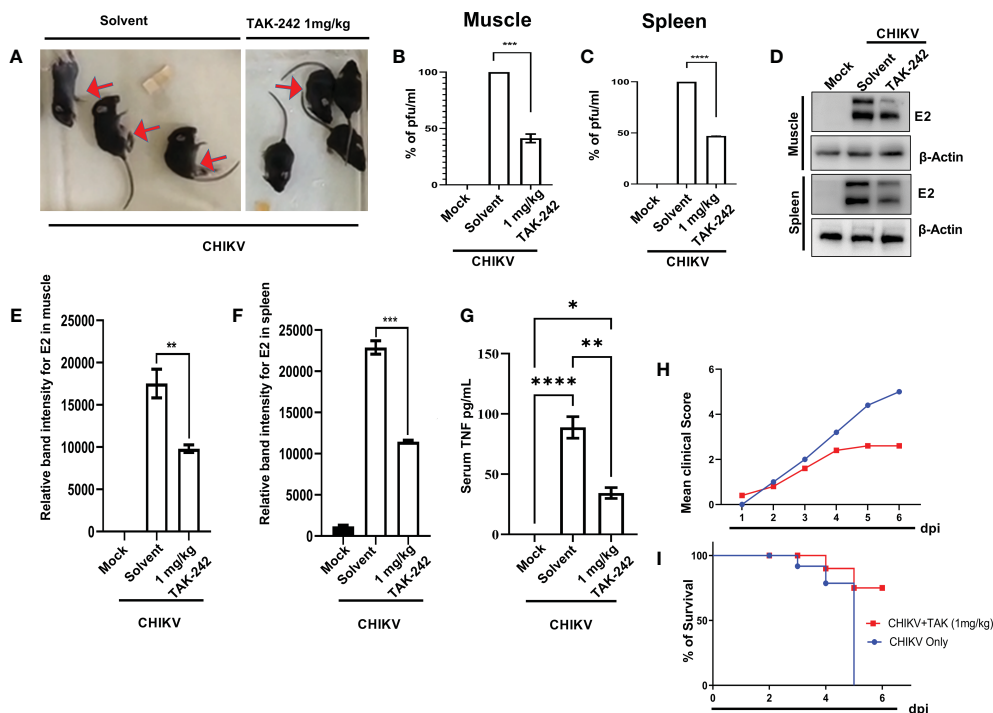 Solvent
TAK-242 1mg/kg
A
CHIKV
Muscle
B
% of pfu/ml
100
50
0
***
Mock
Solvent
1 mg/kg
TAK-242
CHIKV
Spleen
C
% of pfu/ml
100
50
0
****
Mock
Solvent
1 mg/kg
TAK-242
CHIKV
D
CHIKV
Mock
Solvent
TAK-242
Muscle
E2
β-Actin
Spleen
E2
β-Actin
E
Relative band intensity for E2 in muscle
25000
20000
15000
10000
5000
0
**
Mock
Solvent
1 mg/kg
TAK-242
CHIKV
F
Relative band intensity for E2 in spleen
25000
20000
15000
10000
5000
0
***
Mock
Solvent
1 mg/kg
TAK-242
CHIKV
G
Serum TNF pg/mL
150
100
50
0
*
**
****
Mock
Solvent
1 mg/kg
TAK-242
CHIKV
H
Mean clinical Score
6
4
2
0
1 2 3 4 5 6
dpi
I
% of Survival
100
50
0
0 2 4 6
dpi
CHIKV+TAK (1mg/kg)
CHIKV Only